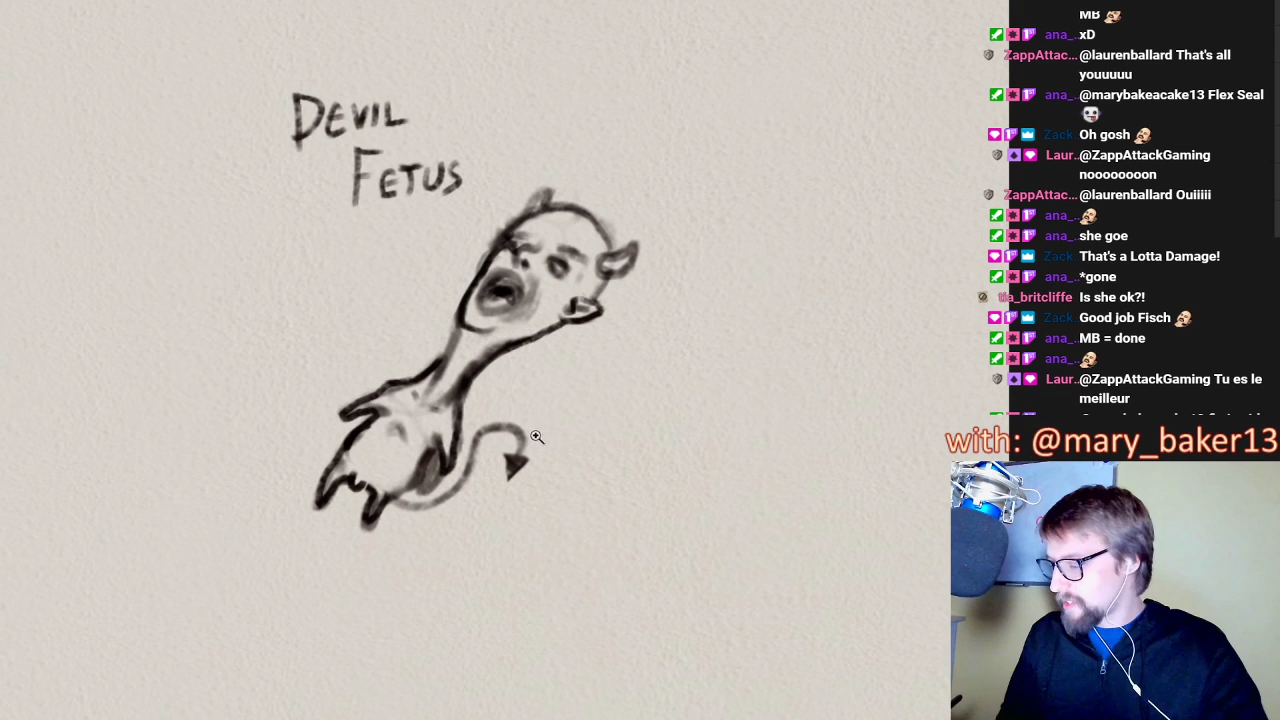 DEVIL
FETUS
MB
ana_.. xD
ZappAttac... @laurenballard That's all
youuuuu
ana_.. @marybakeacake13 Flex Seal
Zack. Oh gosh
Laur.. @ZappAttackGaming
nooooooooon
ZappAttac... @laurenballard Ouiiiii
ana_..
ana_.. she goe
Zack. That's a Lotta Damage!
ana_.. *gone
tia_britcliffe Is she ok?!
Zack. Good job Fisch
ana_.. MB = done
ana_..
Laur.. @ZappAttackGaming Tu es le
meilleur
with: @mary_baker13